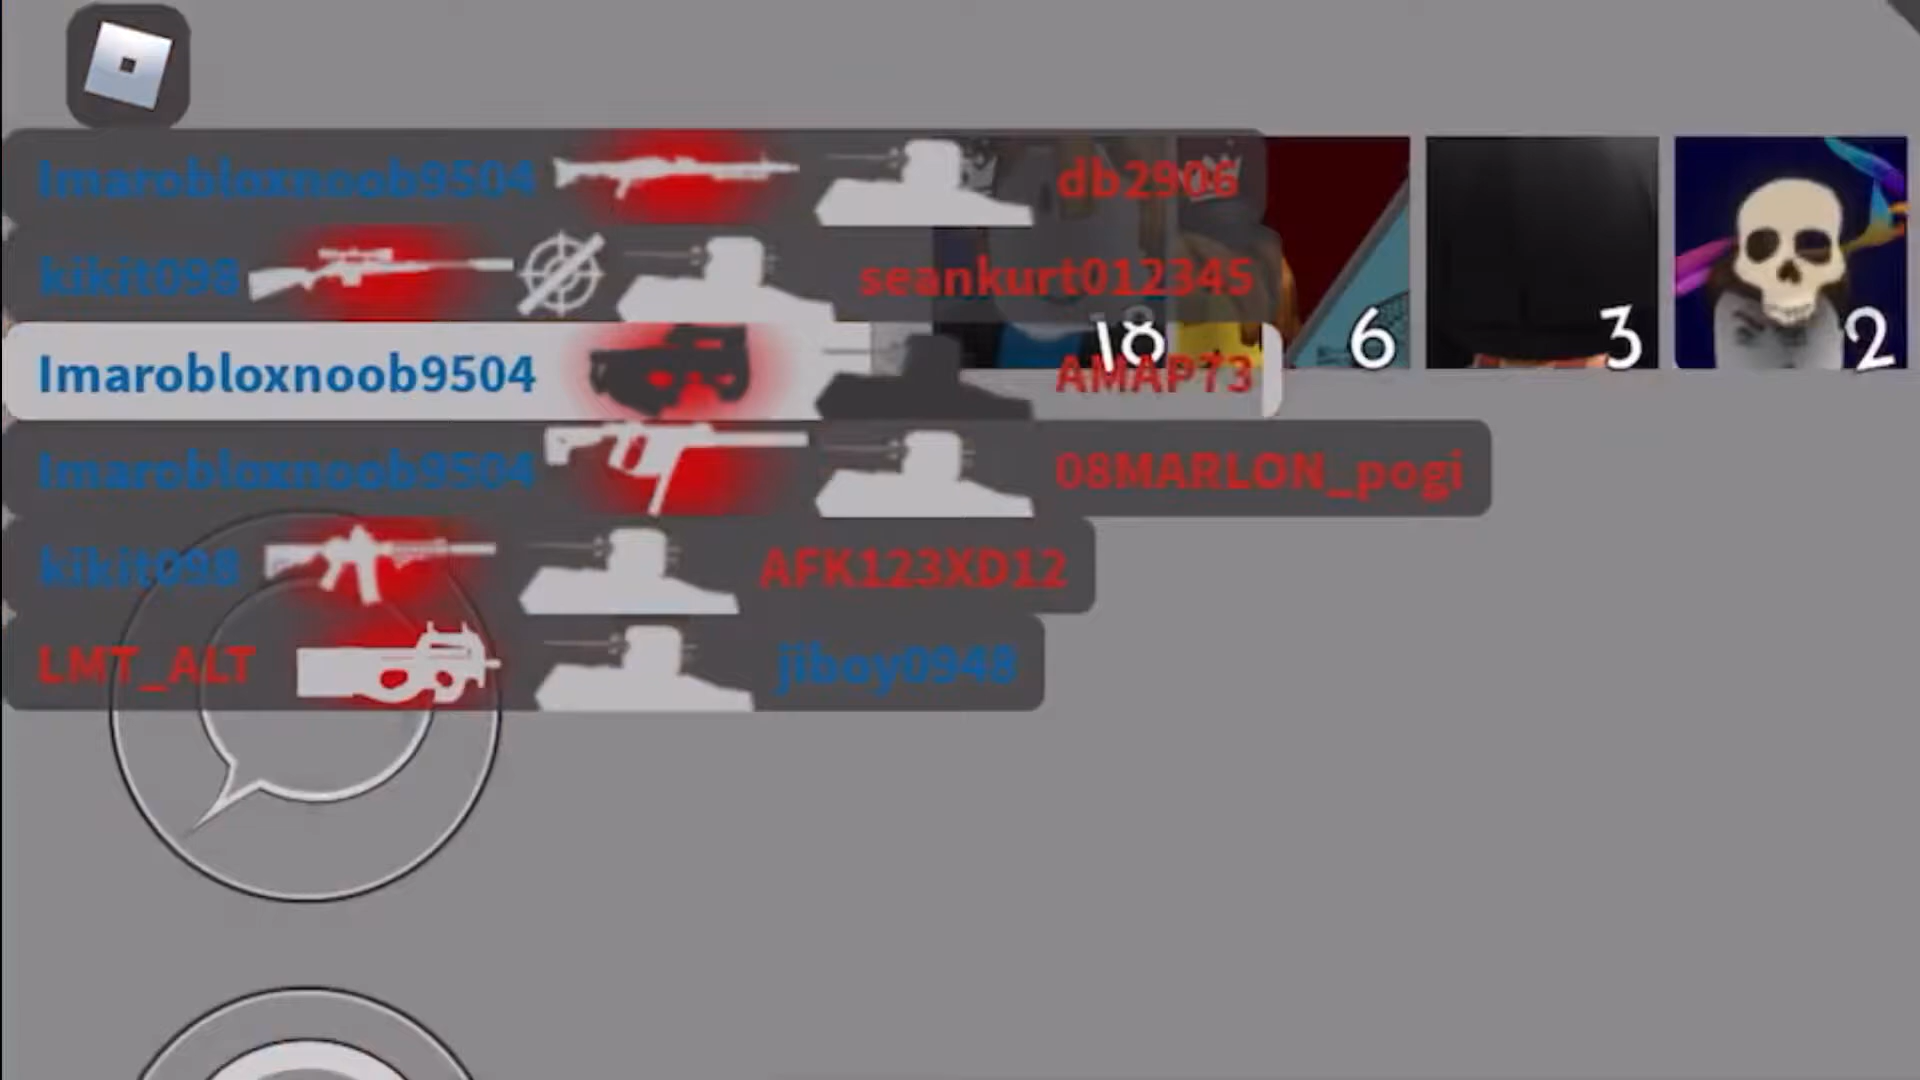 Imarobloxnoob9504 db2906
kikit098 seankurt012345
18 6 3 2
Imarobloxnoob9504 AMAP73
Imarobloxnoob9504 08MARLON_pogi
kikit098 AFK123XD12
LMT_ALT jiboy0948